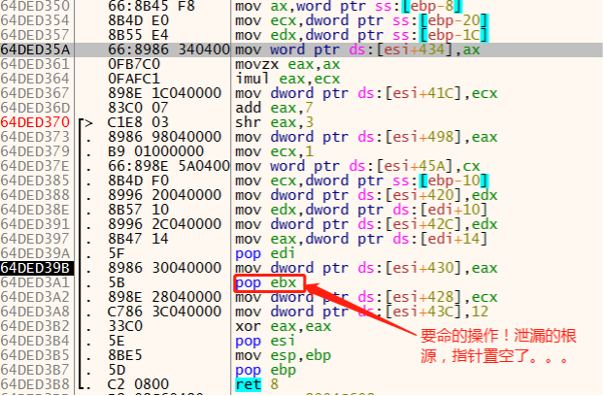 64DED350 66:8B45 F8 mov ax,word ptr ss:[ebp-8]
64DED354 8B4D E0 mov ecx,dword ptr ss:[ebp-20]
64DED357 8B55 E4 mov edx,dword ptr ss:[ebp-1C]
64DED35A 66:8986 340400 mov word ptr ds:[esi+434],ax
64DED361 0FB7C0 movzx eax,ax
64DED364 0FAFC1 imul eax,ecx
64DED367 898E 1C040000 mov dword ptr ds:[esi+41C],ecx
64DED36D 83C0 07 add eax,7
64DED370 > C1E8 03 shr eax,3
64DED373 . 8986 98040000 mov dword ptr ds:[esi+498],eax
64DED379 . B9 01000000 mov ecx,1
64DED37E . 66:898E 5A0400 mov word ptr ds:[esi+45A],cx
64DED385 . 8B4D F0 mov ecx,dword ptr ss:[ebp-10]
64DED388 . 8996 20040000 mov dword ptr ds:[esi+420],edx
64DED38E . 8B57 10 mov edx,dword ptr ds:[edi+10]
64DED391 . 8996 2C040000 mov dword ptr ds:[esi+42C],edx
64DED397 . 8B47 14 mov eax,dword ptr ds:[edi+14]
64DED39A . 5F pop edi
64DED39B . 8986 30040000 mov dword ptr ds:[esi+430],eax
64DED3A1 . 5B pop ebx
64DED3A2 . 898E 28040000 mov dword ptr ds:[esi+428],ecx
64DED3A8 . C786 3C040000 mov dword ptr ds:[esi+43C],12
64DED3B2 . 33C0 xor eax,eax
64DED3B4 . 5E pop esi
64DED3B5 . 8BE5 mov esp,ebp
64DED3B7 . 5D pop ebp
64DED3B8 . C2 0800 ret 8
要命的操作！泄漏的根
源，指针置空了。。。